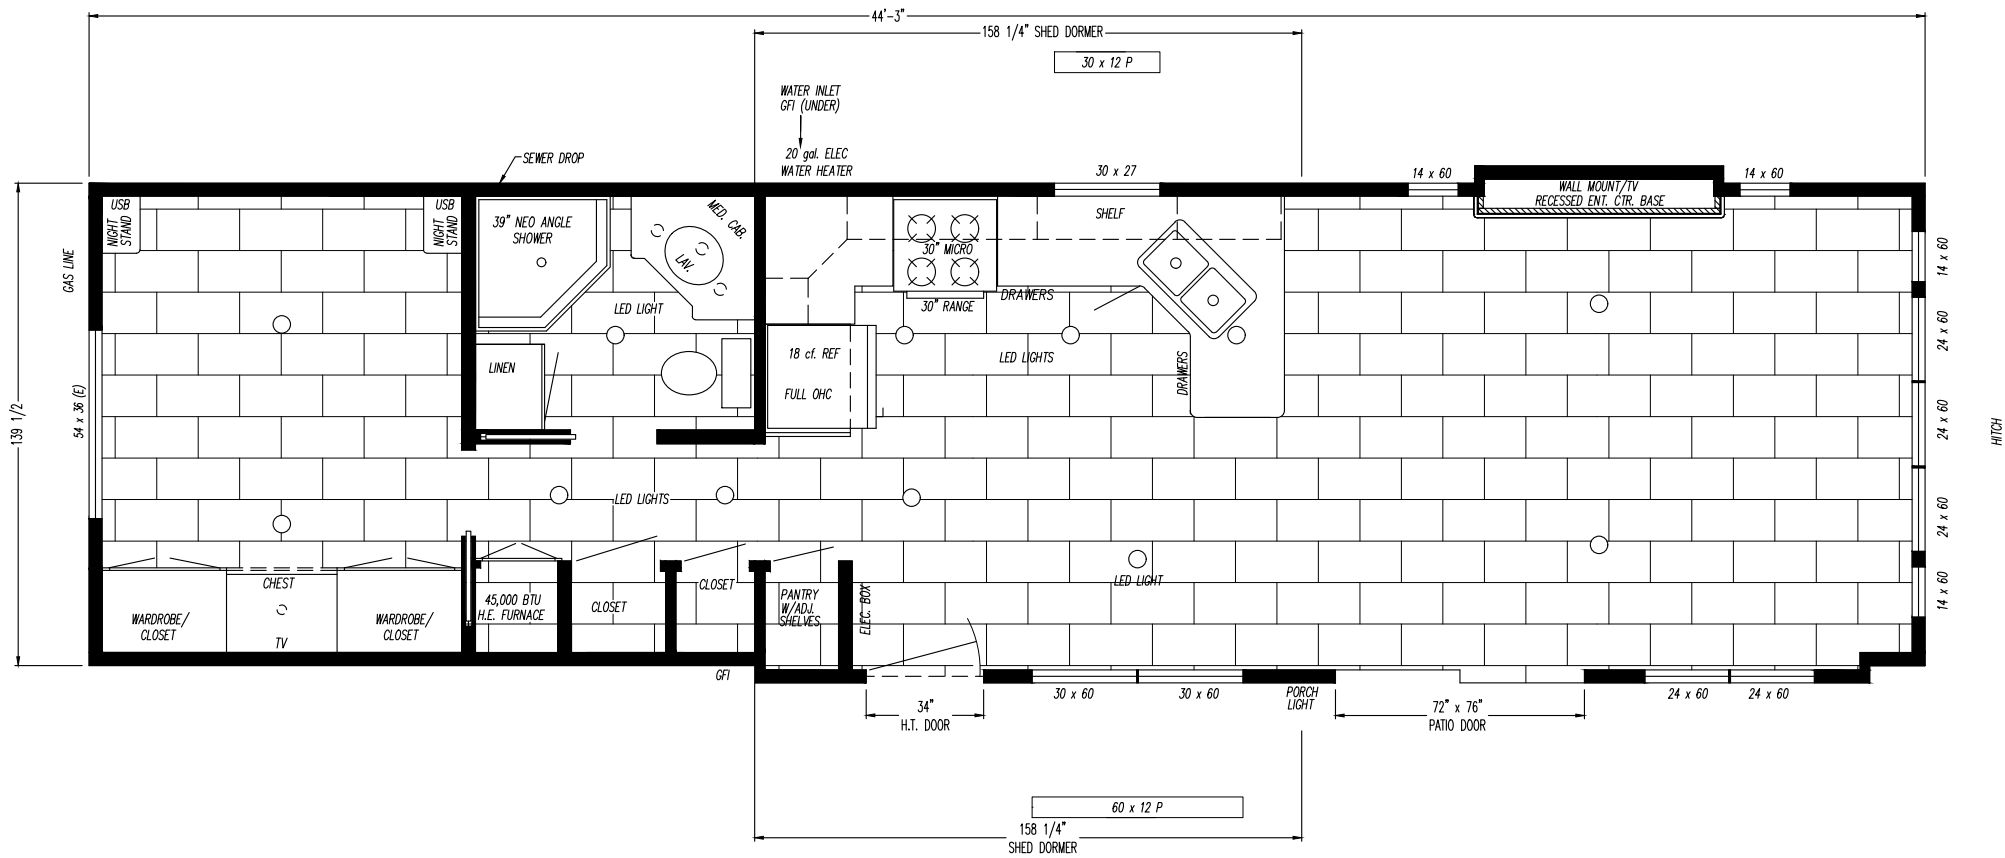 44'-3"
158 1/4" SHED DORMER
30 x 12 P
WATER INLET
GFI (UNDER)
20 gal. ELEC
WATER HEATER
SEWER DROP
30 x 27
14 x 60
14 x 60
WALL MOUNT/TV
RECESSED ENT. CTR. BASE
USB
NIGHT
STAND
USB
NIGHT
STAND
39" NEO ANGLE
SHOWER
MED. CAB.
LAV.
SHELF
30" MICRO
30" RANGE
DRAWERS
GAS LINE
LED LIGHT
14 x 60
24 x 60
LINEN
18 cf. REF
FULL OHC
LED LIGHTS
DRAWERS
139 1/2
54 x 36 (E)
24 x 60
HITCH
LED LIGHTS
24 x 60
CHEST
TV
WARDROBE/
CLOSET
WARDROBE/
CLOSET
45,000 BTU
H.E. FURNACE
CLOSET
CLOSET
PANTRY
W/ADJ.
SHELVES
ELEC. BOX
LED LIGHT
14 x 60
GFI
34"
H.T. DOOR
30 x 60
30 x 60
PORCH
LIGHT
72" x 76"
PATIO DOOR
24 x 60
24 x 60
60 x 12 P
158 1/4"
SHED DORMER